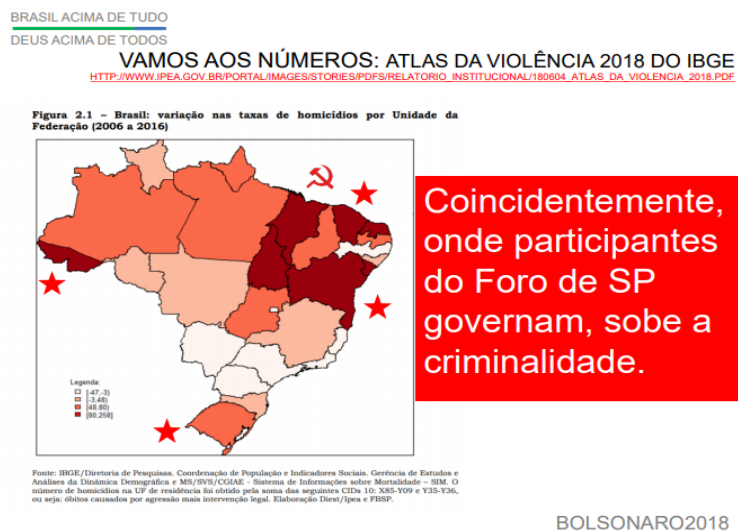 BRASIL ACIMA DE TUDO
DEUS ACIMA DE TODOS
VAMOS AOS NÚMEROS: ATLAS DA VIOLÊNCIA 2018 DO IBGE
HTTP://WWW.IPEA.GOV.BR/PORTAL/IMAGES/STORIES/PDFS/RELATORIO_INSTITUCIONAL/180604_ATLAS_DA_VIOLENCIA_2018.PDF
Figura 2.1 – Brasil: variação nas taxas de homicídios por Unidade da
Federação (2006 a 2016)
Coincidentemente,
onde participantes
do Foro de SP
governam, sobe a
criminalidade.
Legenda:
[-47,-3)
[-3,48)
[48,80)
[80,258]
Fonte: IBGE/Diretoria de Pesquisas. Coordenação de População e Indicadores Sociais. Gerência de Estudos e
Análises da Dinâmica Demográfica e MS/SVS/CGIAE - Sistema de Informações sobre Mortalidade – SIM. O
número de homicídios na UF de residência foi obtido pela soma das seguintes CIDs 10: X85-Y09 e Y35-Y36,
ou seja: óbitos causados por agressão mais intervenção legal. Elaboração Diest/Ipea e FBSP.
BOLSONARO2018